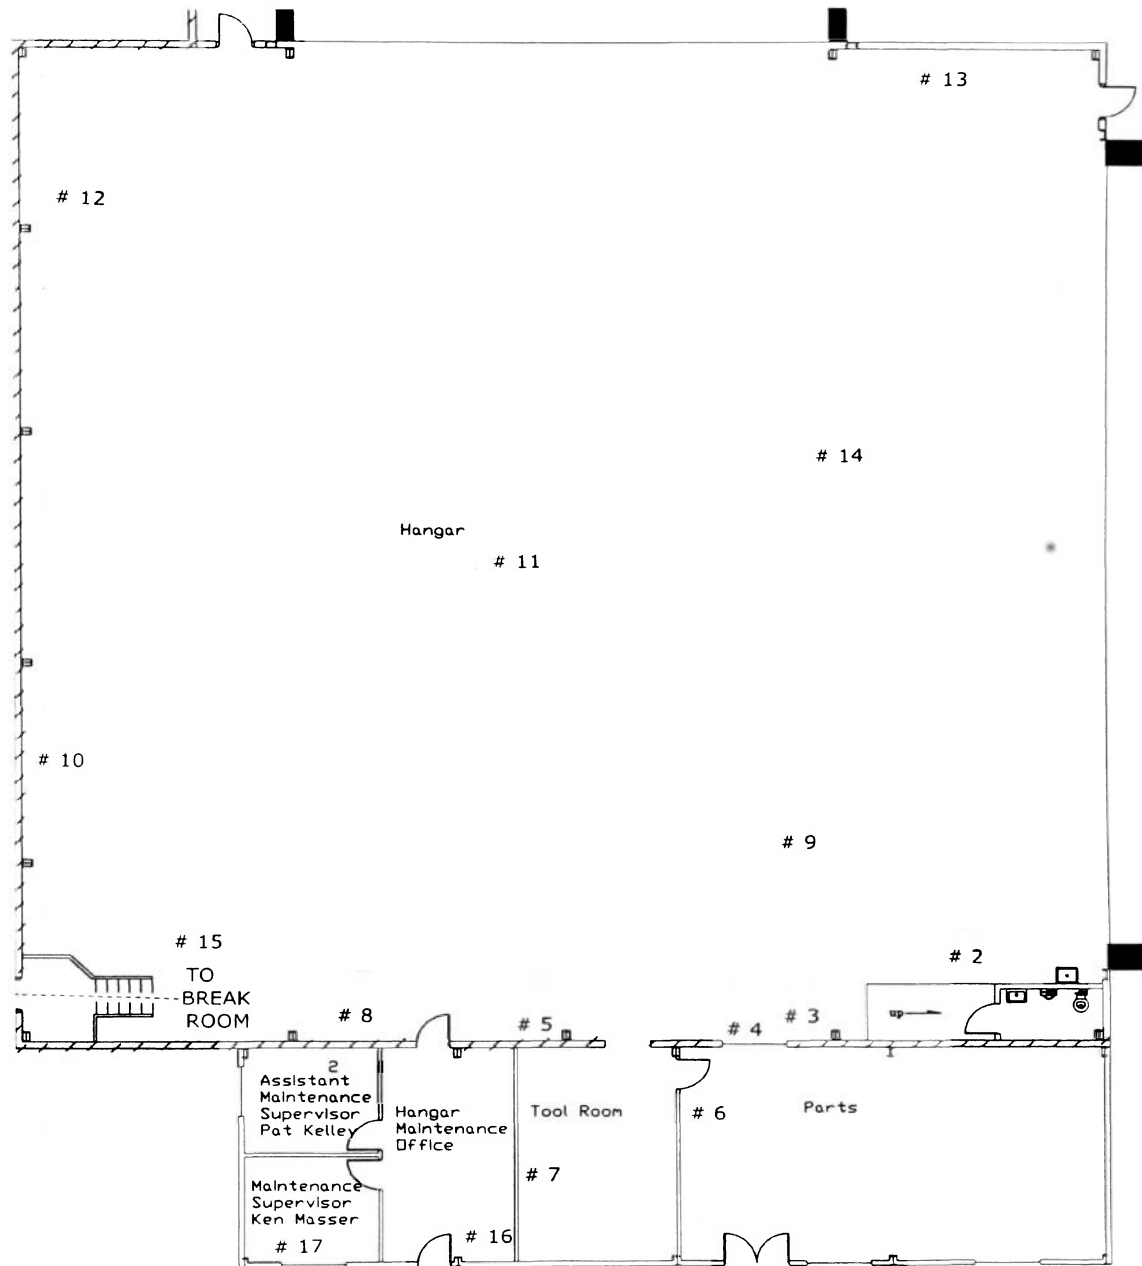 # 13
# 12
# 14
Hangar
# 11
# 10
# 9
# 15
# 2
TO
BREAK
ROOM
# 8
# 5
# 4
# 3
up
2
1
Assistant
Maintenance
Supervisor
Pat Kelley
Hangar
Maintenance
Office
Tool Room
# 6
Parts
# 7
Maintenance
Supervisor
Ken Masser
# 17
# 16